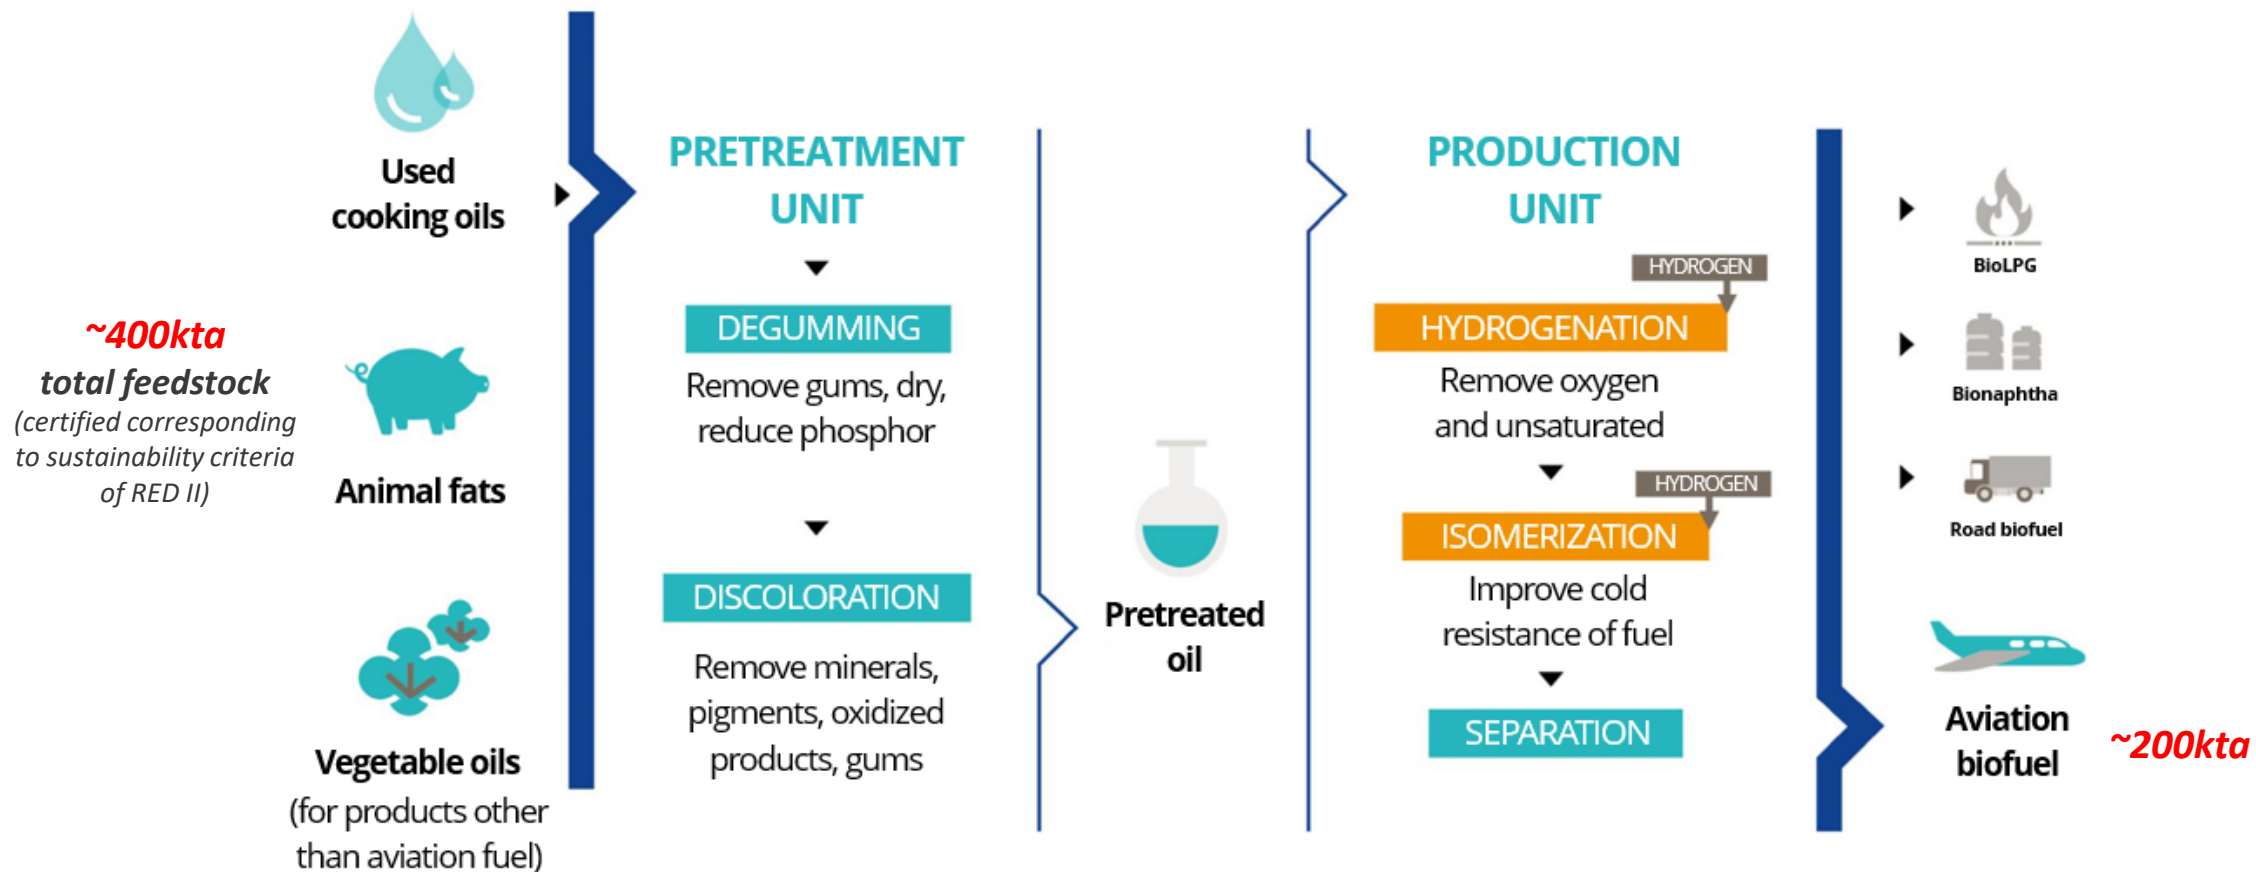 ~400kta
total feedstock
(certified corresponding
to sustainability criteria
of RED II)
Used
cooking oils
Animal fats
Vegetable oils
(for products other
than aviation fuel)
PRETREATMENT
UNIT
DEGUMMING
Remove gums, dry,
reduce phosphor
DISCOLORATION
Remove minerals,
pigments, oxidized
products, gums
Pretreated
oil
PRODUCTION
UNIT
HYDROGEN
HYDROGENATION
Remove oxygen
and unsaturated
HYDROGEN
ISOMERIZATION
Improve cold
resistance of fuel
SEPARATION
BioLPG
Bionaphtha
Road biofuel
Aviation
biofuel
~200kta